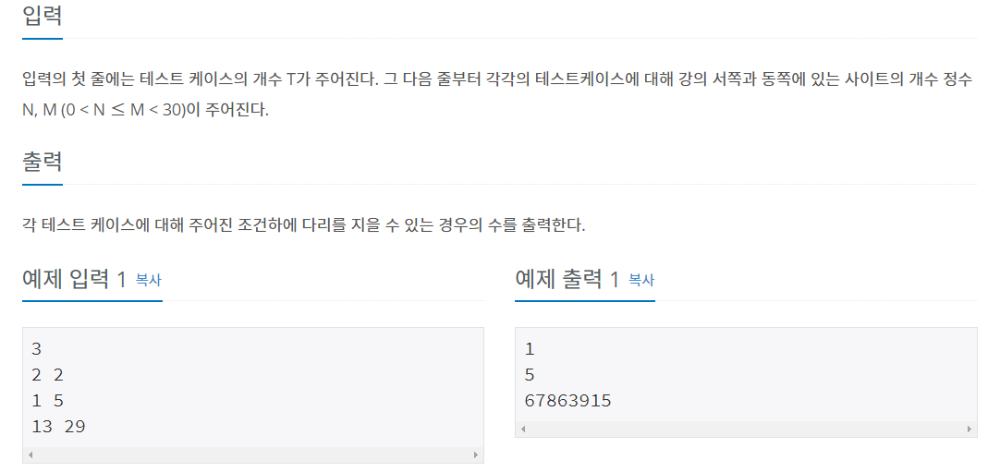 입력
입력의 첫 줄에는 테스트 케이스의 개수 T가 주어진다. 그 다음 줄부터 각각의 테스트케이스에 대해 강의 서쪽과 동쪽에 있는 사이트의 개수 정수
N, M (0 < N ≤ M < 30)이 주어진다.
출력
각 테스트 케이스에 대해 주어진 조건하에 다리를 지을 수 있는 경우의 수를 출력한다.
예제 입력 1 복사
3
2 2
1 5
13 29
예제 출력 1 복사
1
5
67863915